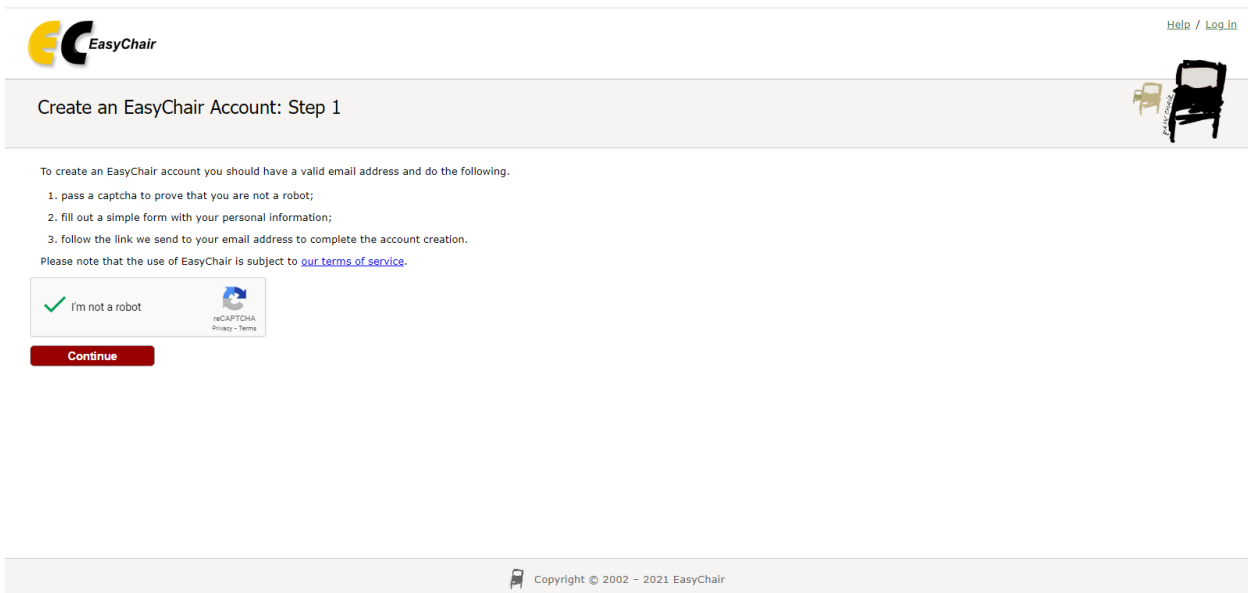 Help / Log in
EC EasyChair
EASY CHAIR
Create an EasyChair Account: Step 1
To create an EasyChair account you should have a valid email address and do the following.
1. pass a captcha to prove that you are not a robot;
2. fill out a simple form with your personal information;
3. follow the link we send to your email address to complete the account creation.
Please note that the use of EasyChair is subject to our terms of service.
I'm not a robot
reCAPTCHA
Privacy - Terms
Continue
Copyright © 2002 – 2021 EasyChair